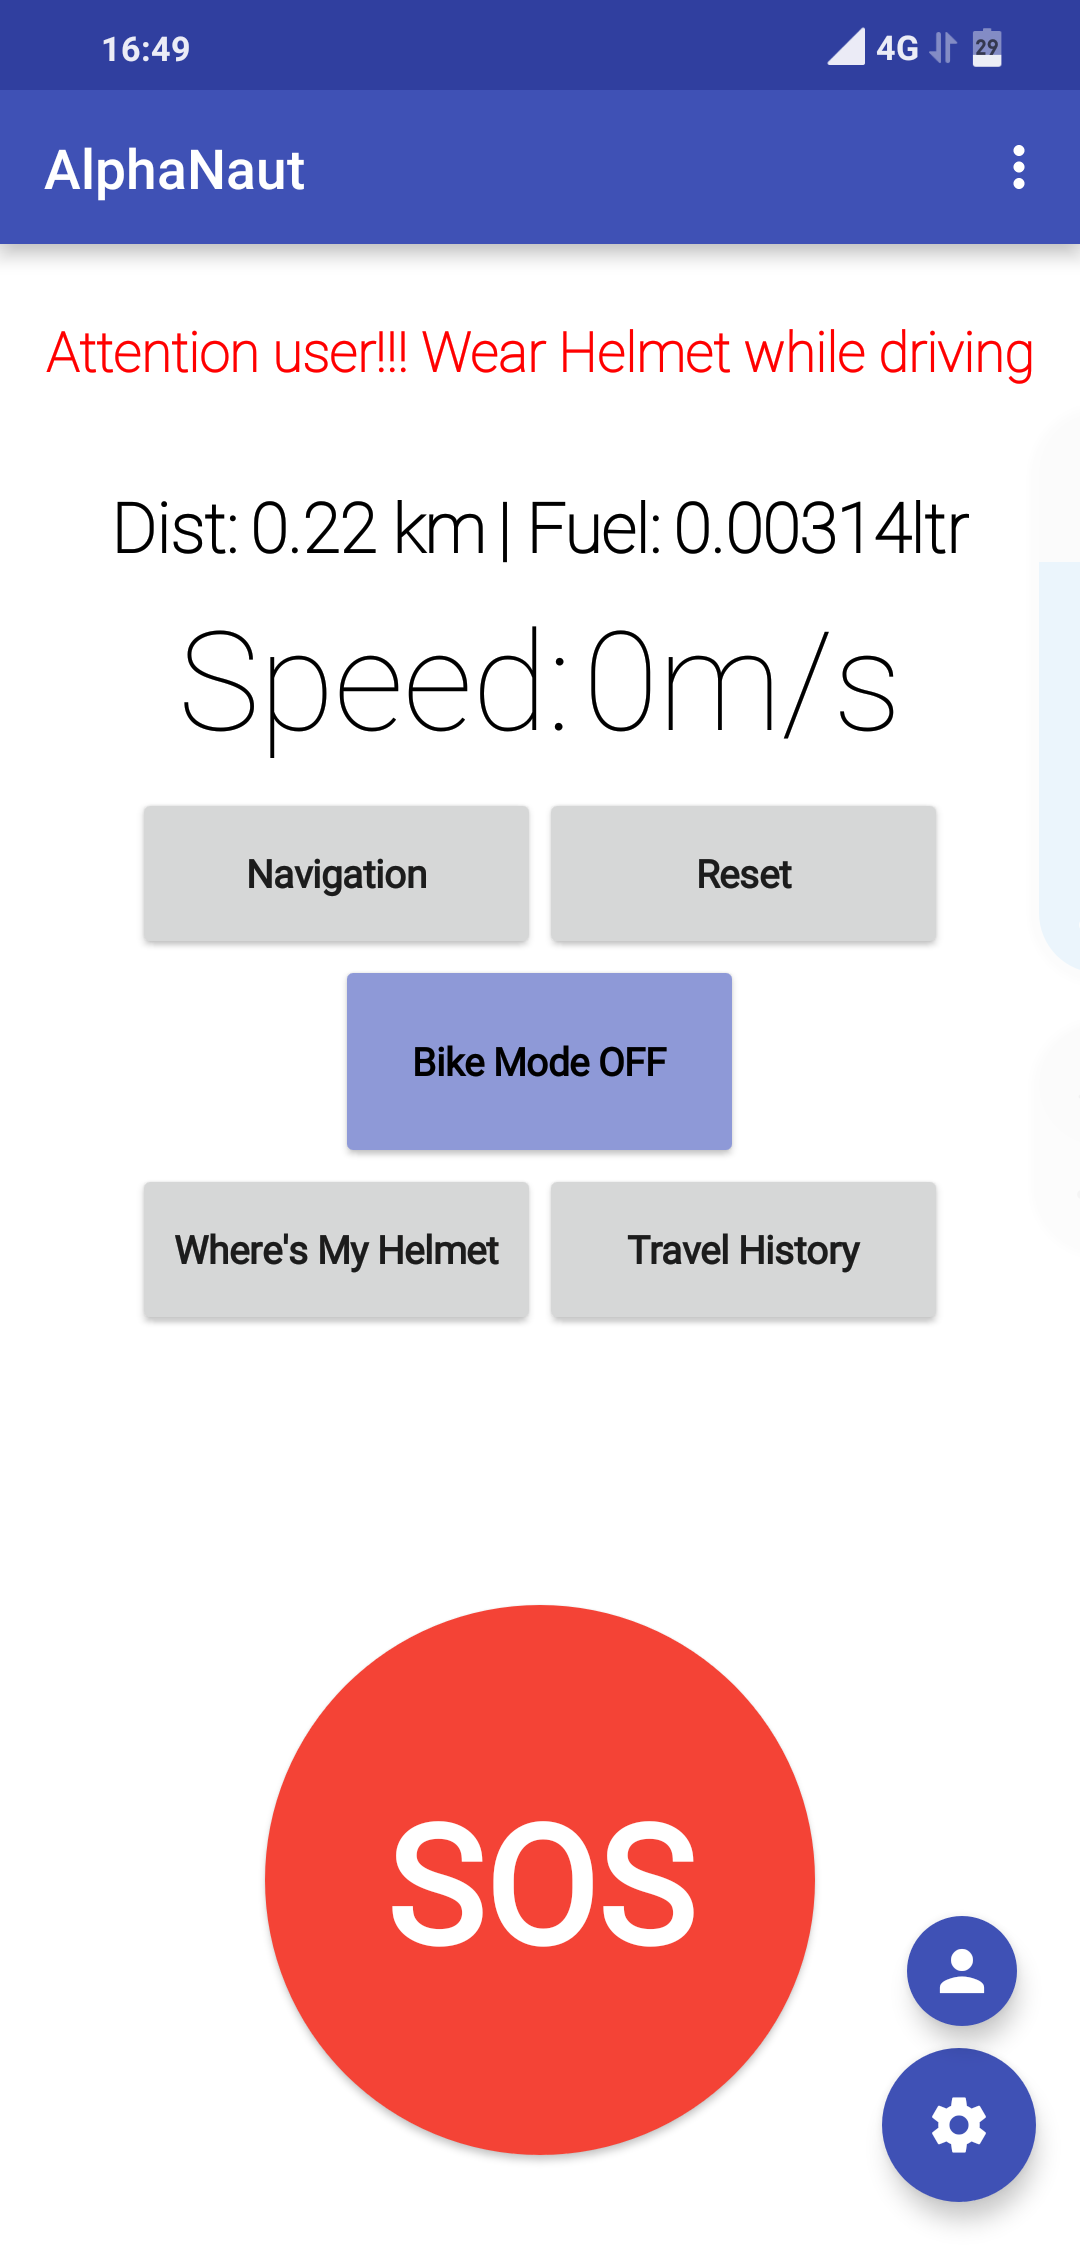 16:49 4G 29
AlphaNaut
Attention user!!! Wear Helmet while driving
Dist: 0.22 km | Fuel: 0.00314ltr
Speed:0m/s
Navigation Reset
Bike Mode OFF
Where's My Helmet Travel History
SOS